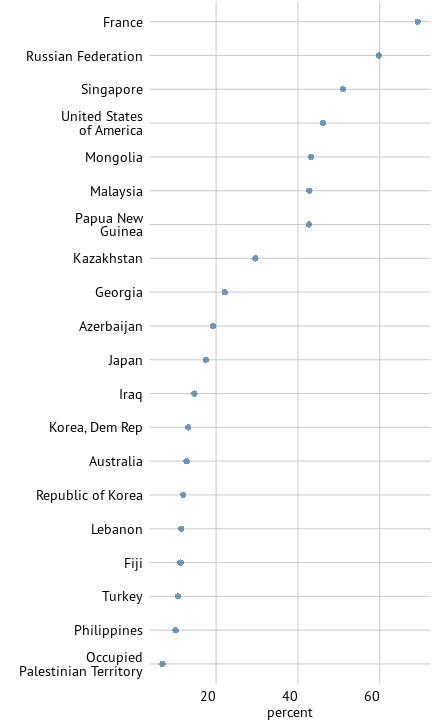 France
Russian Federation
Singapore
United States
of America
Mongolia
Malaysia
Papua New
Guinea
Kazakhstan
Georgia
Azerbaijan
Japan
Iraq
Korea, Dem Rep
Australia
Republic of Korea
Lebanon
Fiji
Turkey
Philippines
Occupied
Palestinian Territory
20 40 60
percent